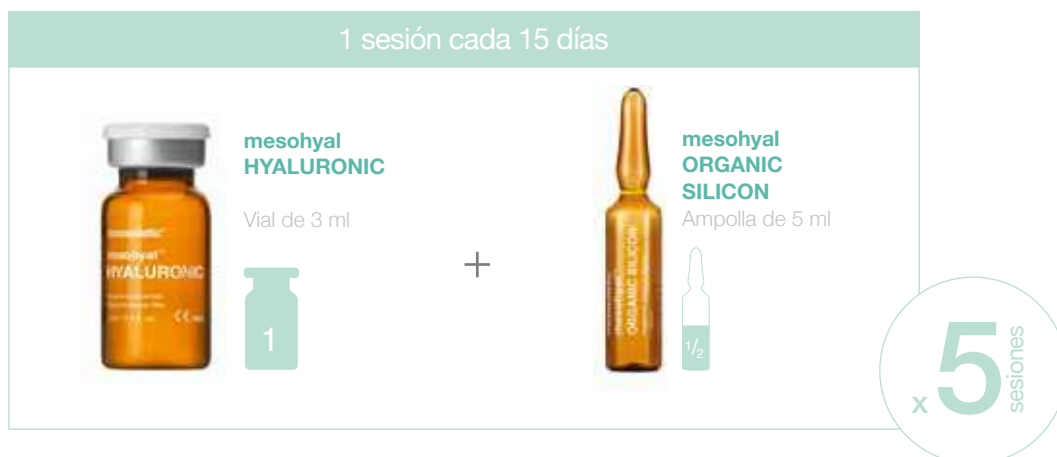 1 sesión cada 15 días
mesohyal
HYALURONIC
Vial de 3 ml
1
+
mesohyal
ORGANIC
SILICON
Ampolla de 5 ml
1/2
x 5 sesiones
mesohyal
HYALURONIC
mesohyal
ORGANIC SILICON